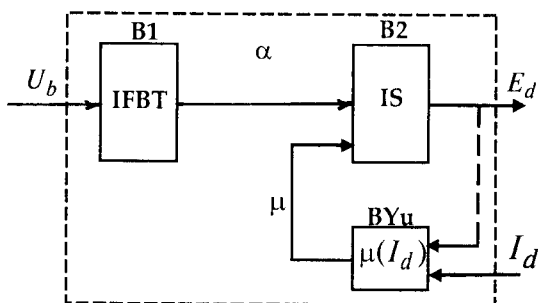 B1
B2
α
U_b
IFBT
IS
E_d
μ
BYu
μ(I_d)
I_d